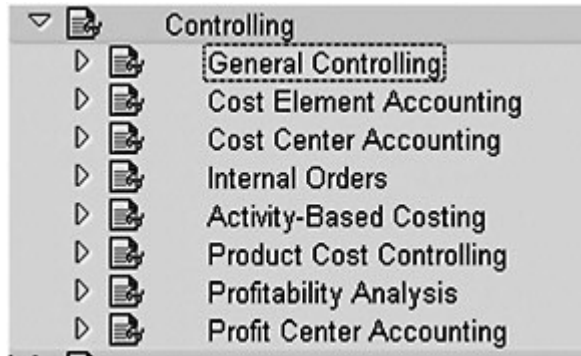 Controlling
General Controlling
Cost Element Accounting
Cost Center Accounting
Internal Orders
Activity-Based Costing
Product Cost Controlling
Profitability Analysis
Profit Center Accounting